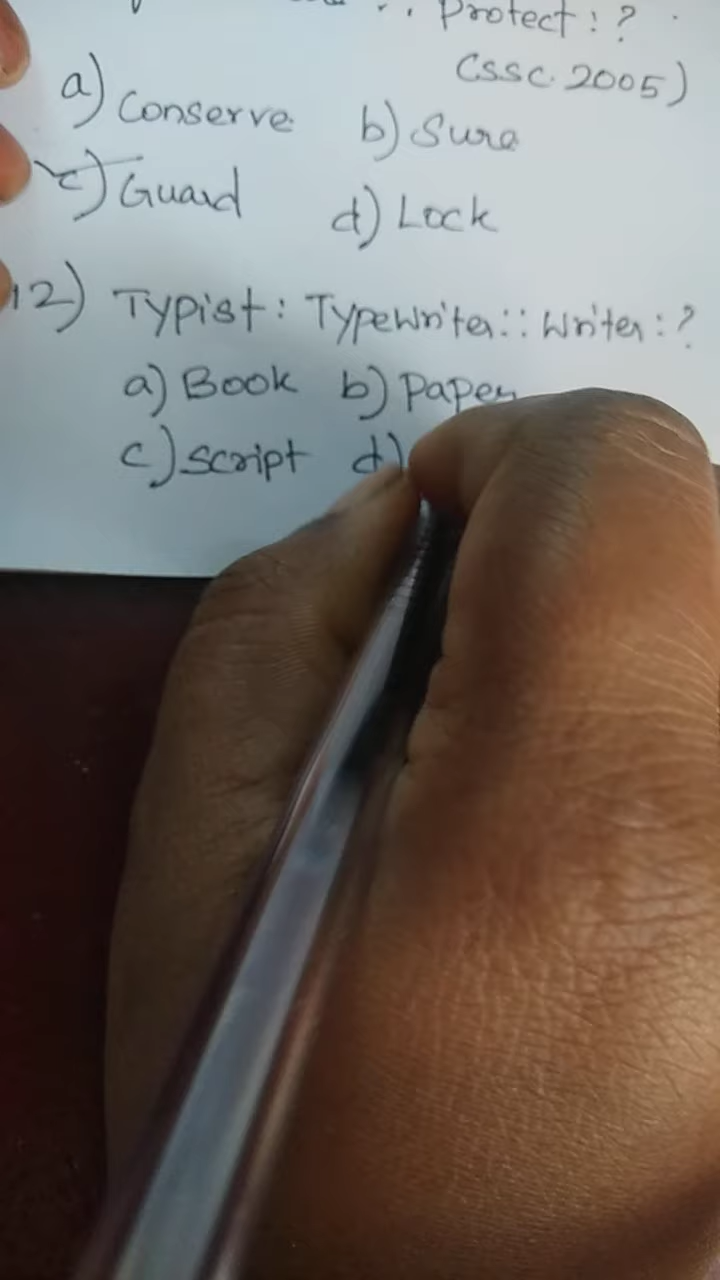 Protect : ?
(SSC. 2005)
a) Conserve b) Sure
c) Guard d) Lock
12) Typist : Typewriter :: Writer : ?
a) Book b) Paper
c) Script d)